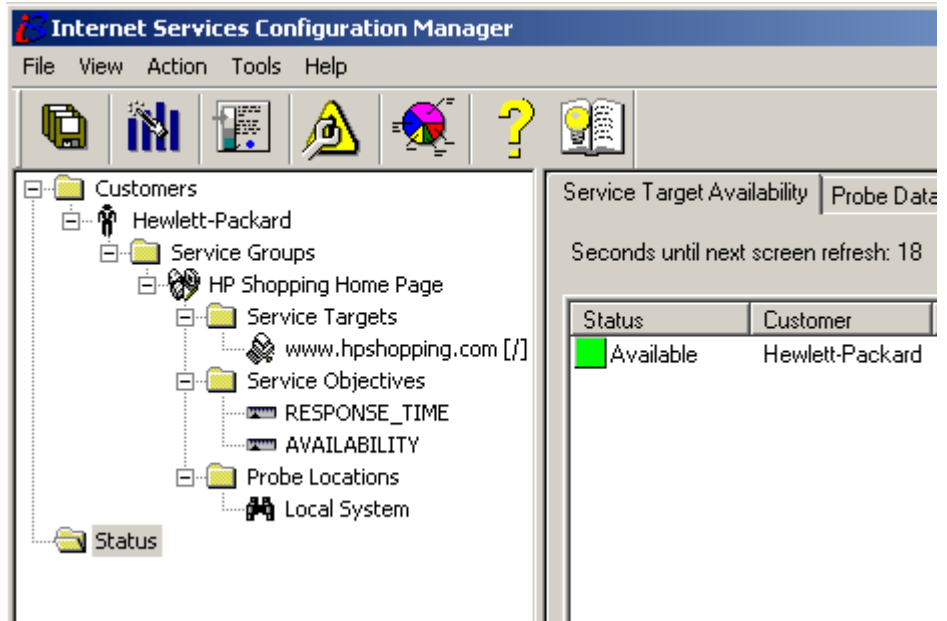 Internet Services Configuration Manager
File View Action Tools Help
Customers
Hewlett-Packard
Service Groups
HP Shopping Home Page
Service Targets
www.hpshopping.com [/]
Service Objectives
RESPONSE_TIME
AVAILABILITY
Probe Locations
Local System
Status
Service Target Availability Probe Data
Seconds until next screen refresh: 18
Status Customer
Available Hewlett-Packard